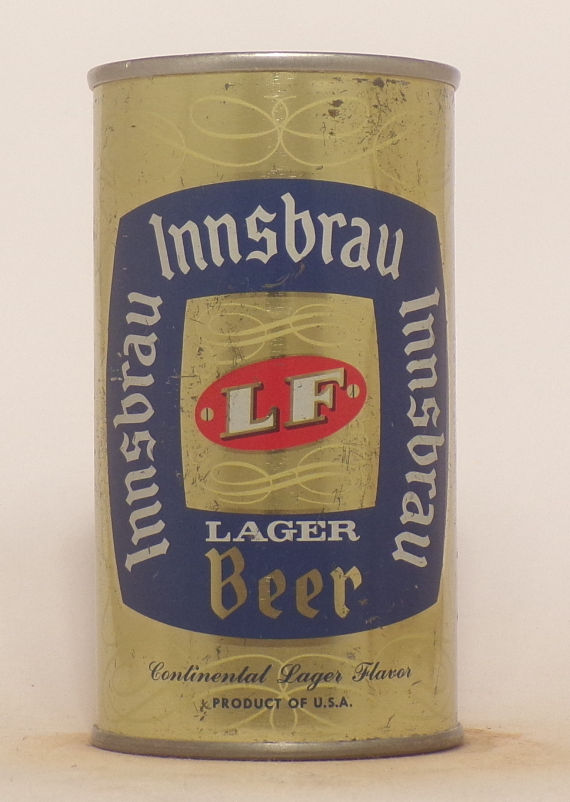 Innsbrau
Innsbrau
Innsbrau
LF
LAGER
Beer
Continental Lager Flavor
PRODUCT OF U.S.A.